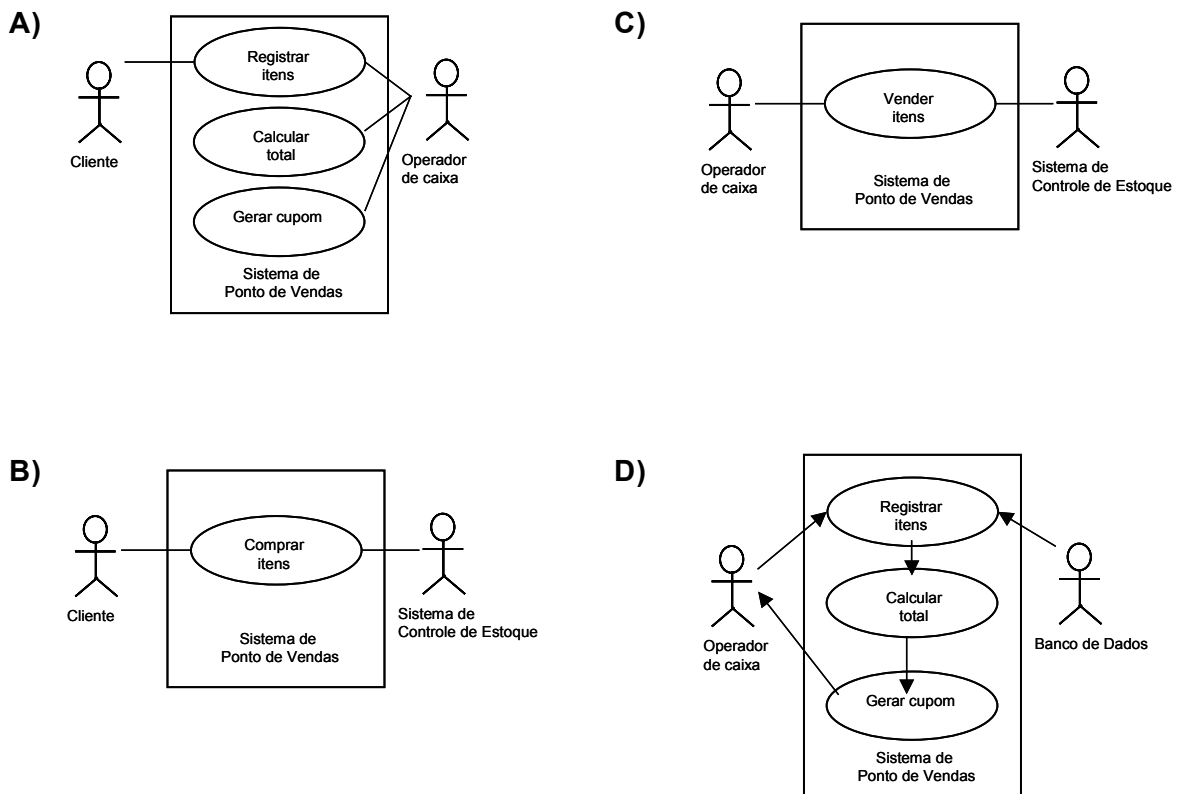 A)
Registrar
itens
Calcular
total
Gerar cupom
Sistema de
Ponto de Vendas
Cliente
Operador
de caixa
C)
Vender
itens
Sistema de
Ponto de Vendas
Operador
de caixa
Sistema de
Controle de Estoque
B)
Comprar
itens
Sistema de
Ponto de Vendas
Cliente
Sistema de
Controle de Estoque
D)
Registrar
itens
Calcular
total
Gerar cupom
Sistema de
Ponto de Vendas
Operador
de caixa
Banco de Dados